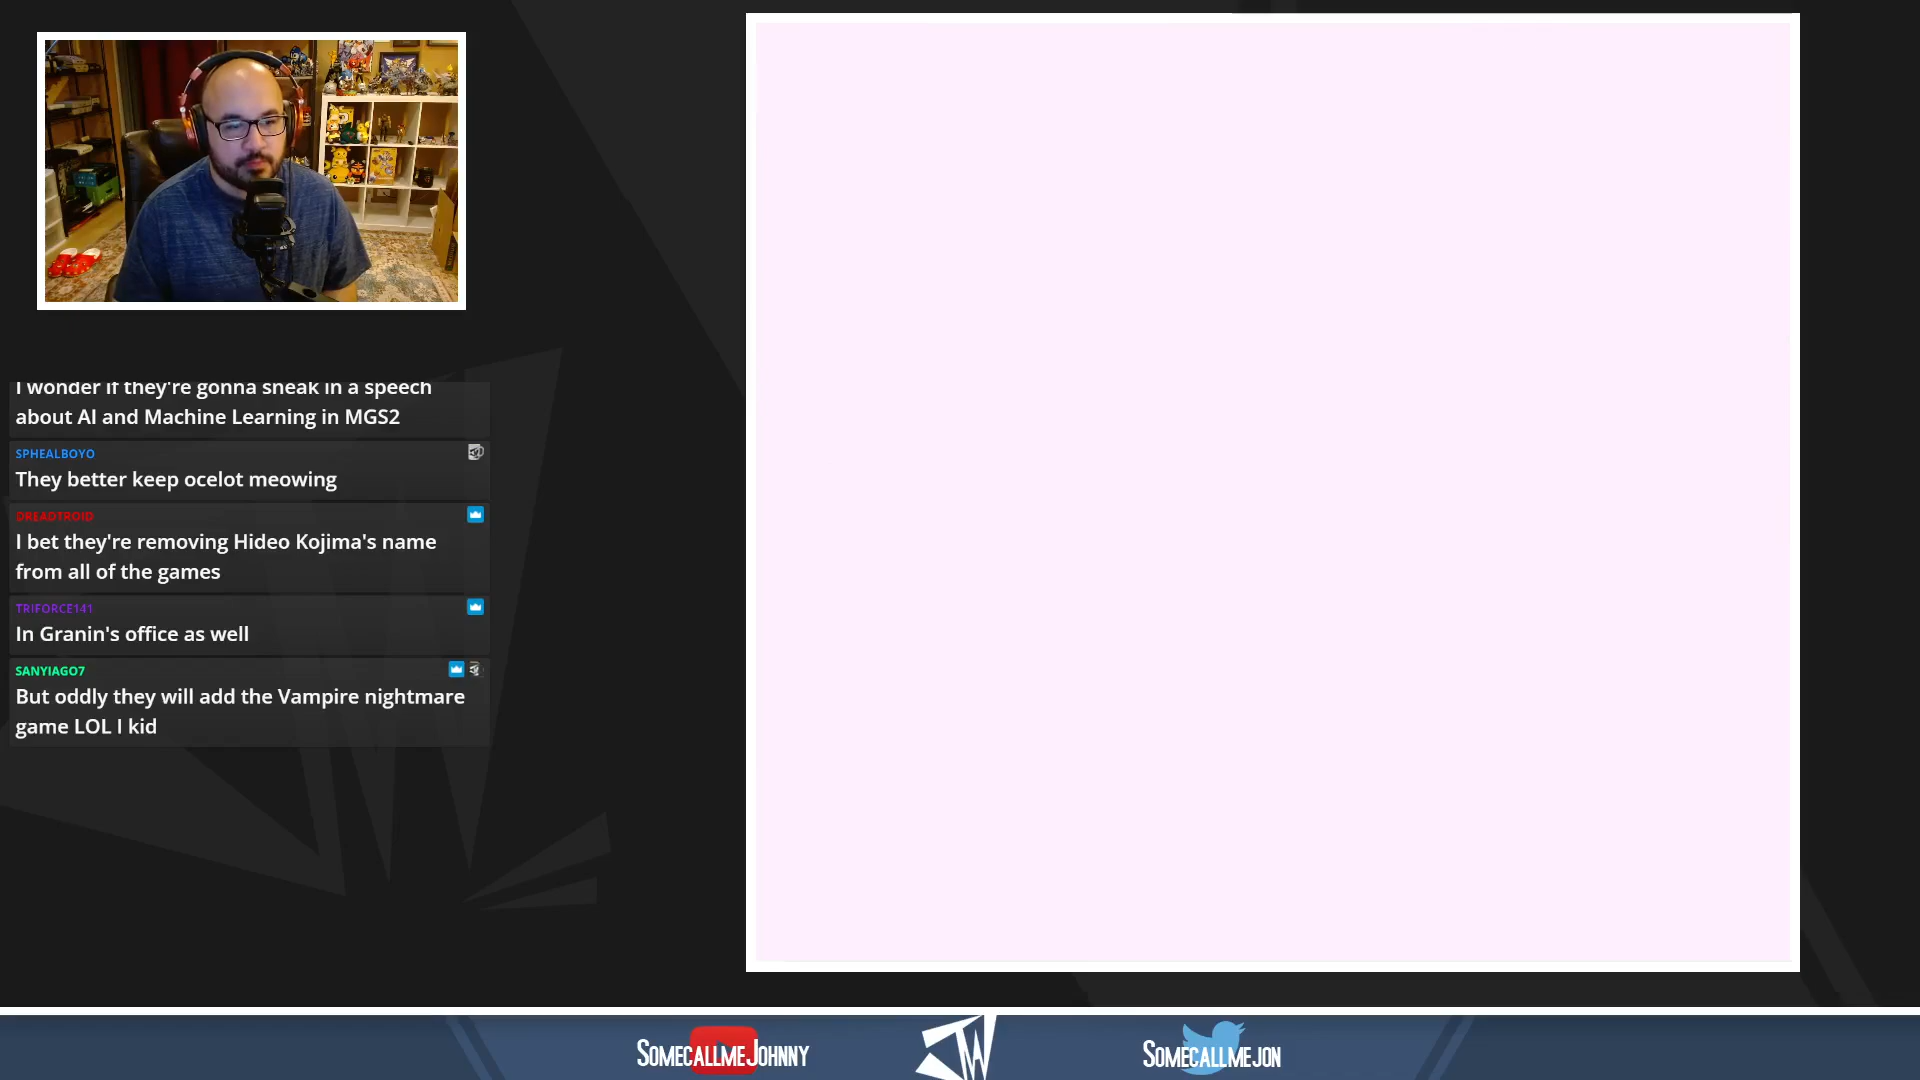 I wonder if they're gonna sneak in a speech
about AI and Machine Learning in MGS2
SPHEALBOYO
They better keep ocelot meowing
DREADTROID
I bet they're removing Hideo Kojima's name
from all of the games
TRIFORCE141
In Granin's office as well
SANYIAGO7
But oddly they will add the Vampire nightmare
game LOL I kid
SOMECALLMEJOHNNY
SOMECALLMEJON